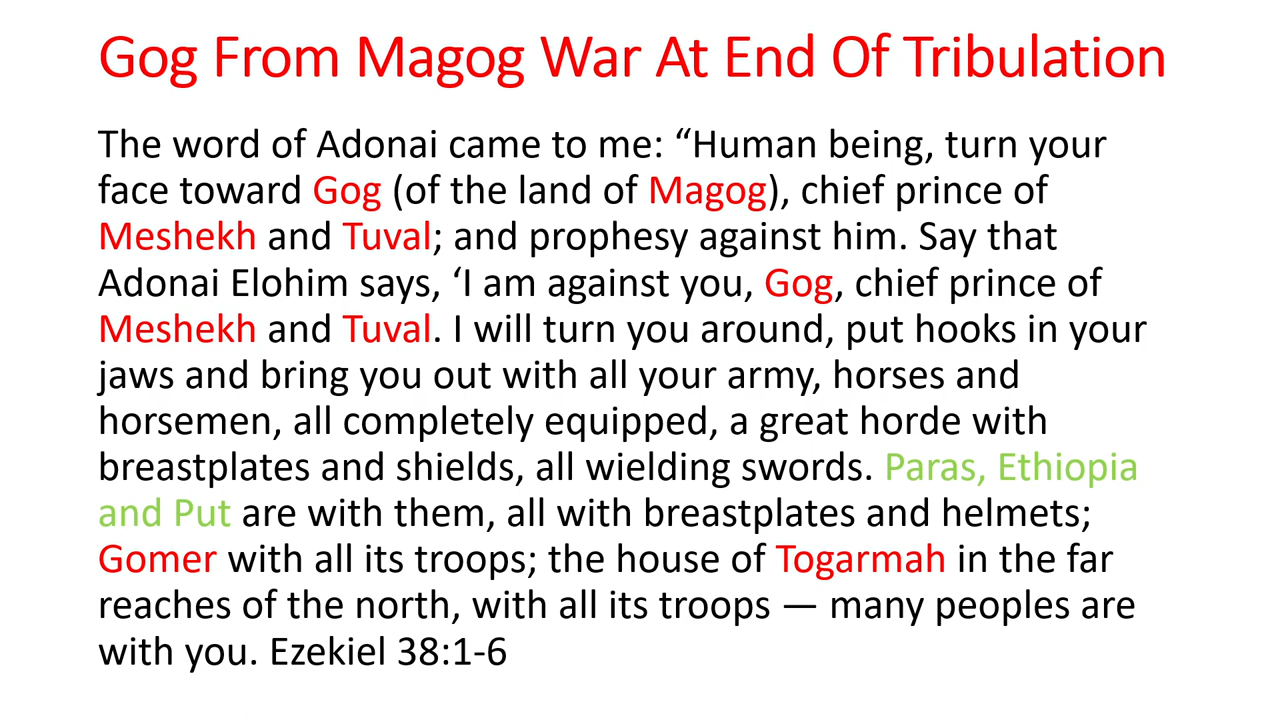 Gog From Magog War At End Of Tribulation
The word of Adonai came to me: “Human being, turn your
face toward Gog (of the land of Magog), chief prince of
Meshekh and Tuval; and prophesy against him. Say that
Adonai Elohim says, ‘I am against you, Gog, chief prince of
Meshekh and Tuval. I will turn you around, put hooks in your
jaws and bring you out with all your army, horses and
horsemen, all completely equipped, a great horde with
breastplates and shields, all wielding swords. Paras, Ethiopia
and Put are with them, all with breastplates and helmets;
Gomer with all its troops; the house of Togarmah in the far
reaches of the north, with all its troops — many peoples are
with you. Ezekiel 38:1-6